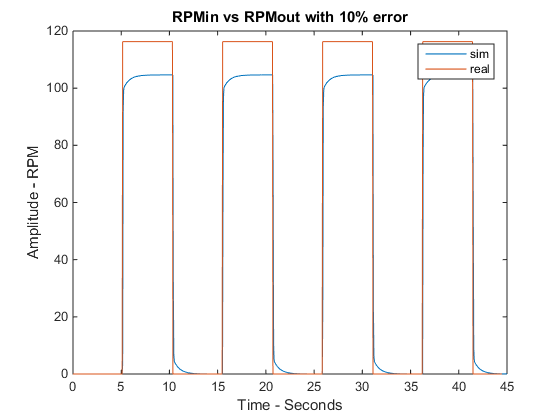 RPMin vs RPMout with 10% error
120
100
80
60
40
20
0
Amplitude - RPM
sim
real
0 5 10 15 20 25 30 35 40 45
Time - Seconds